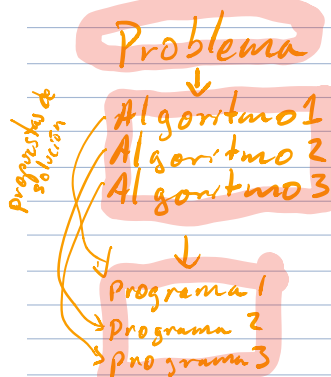 Problema
Algoritmo 1
Algoritmo 2
Algoritmo 3
propuestas de
solución
Programa 1
Programa 2
Programa 3